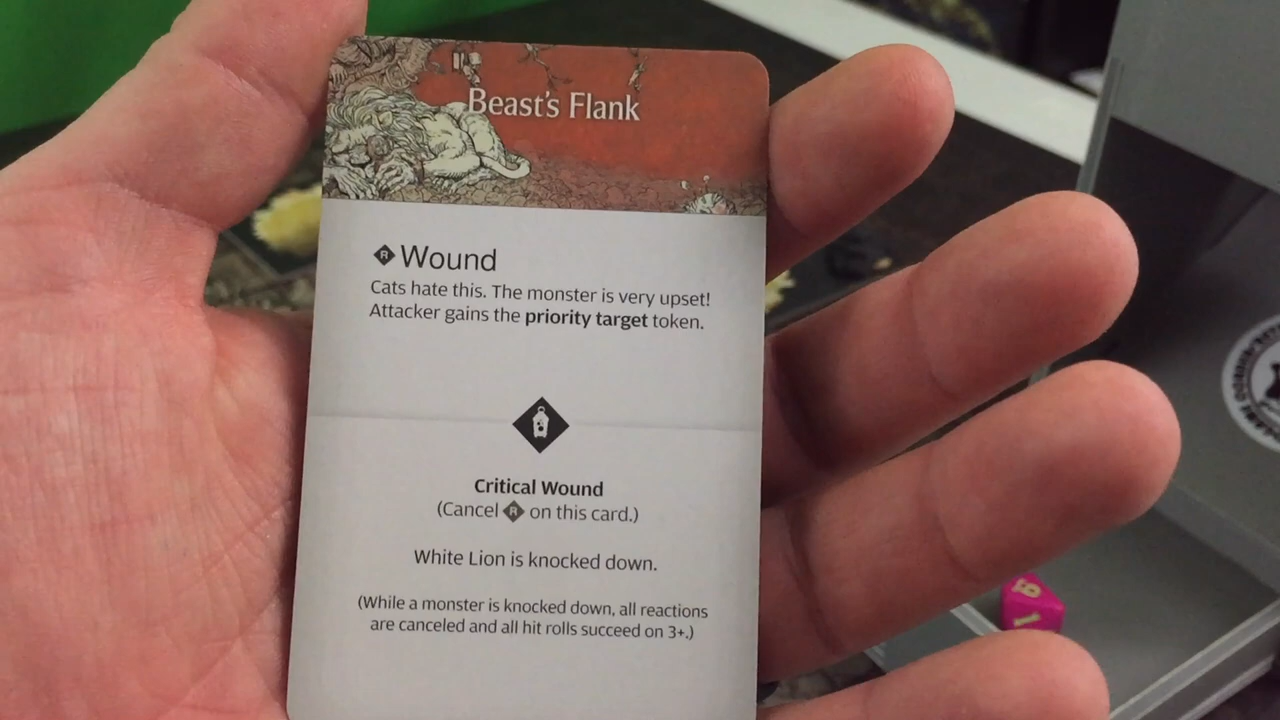 Beast's Flank
R Wound
Cats hate this. The monster is very upset!
Attacker gains the priority target token.
Critical Wound
(Cancel R on this card.)
White Lion is knocked down.
(While a monster is knocked down, all reactions
are canceled and all hit rolls succeed on 3+.)